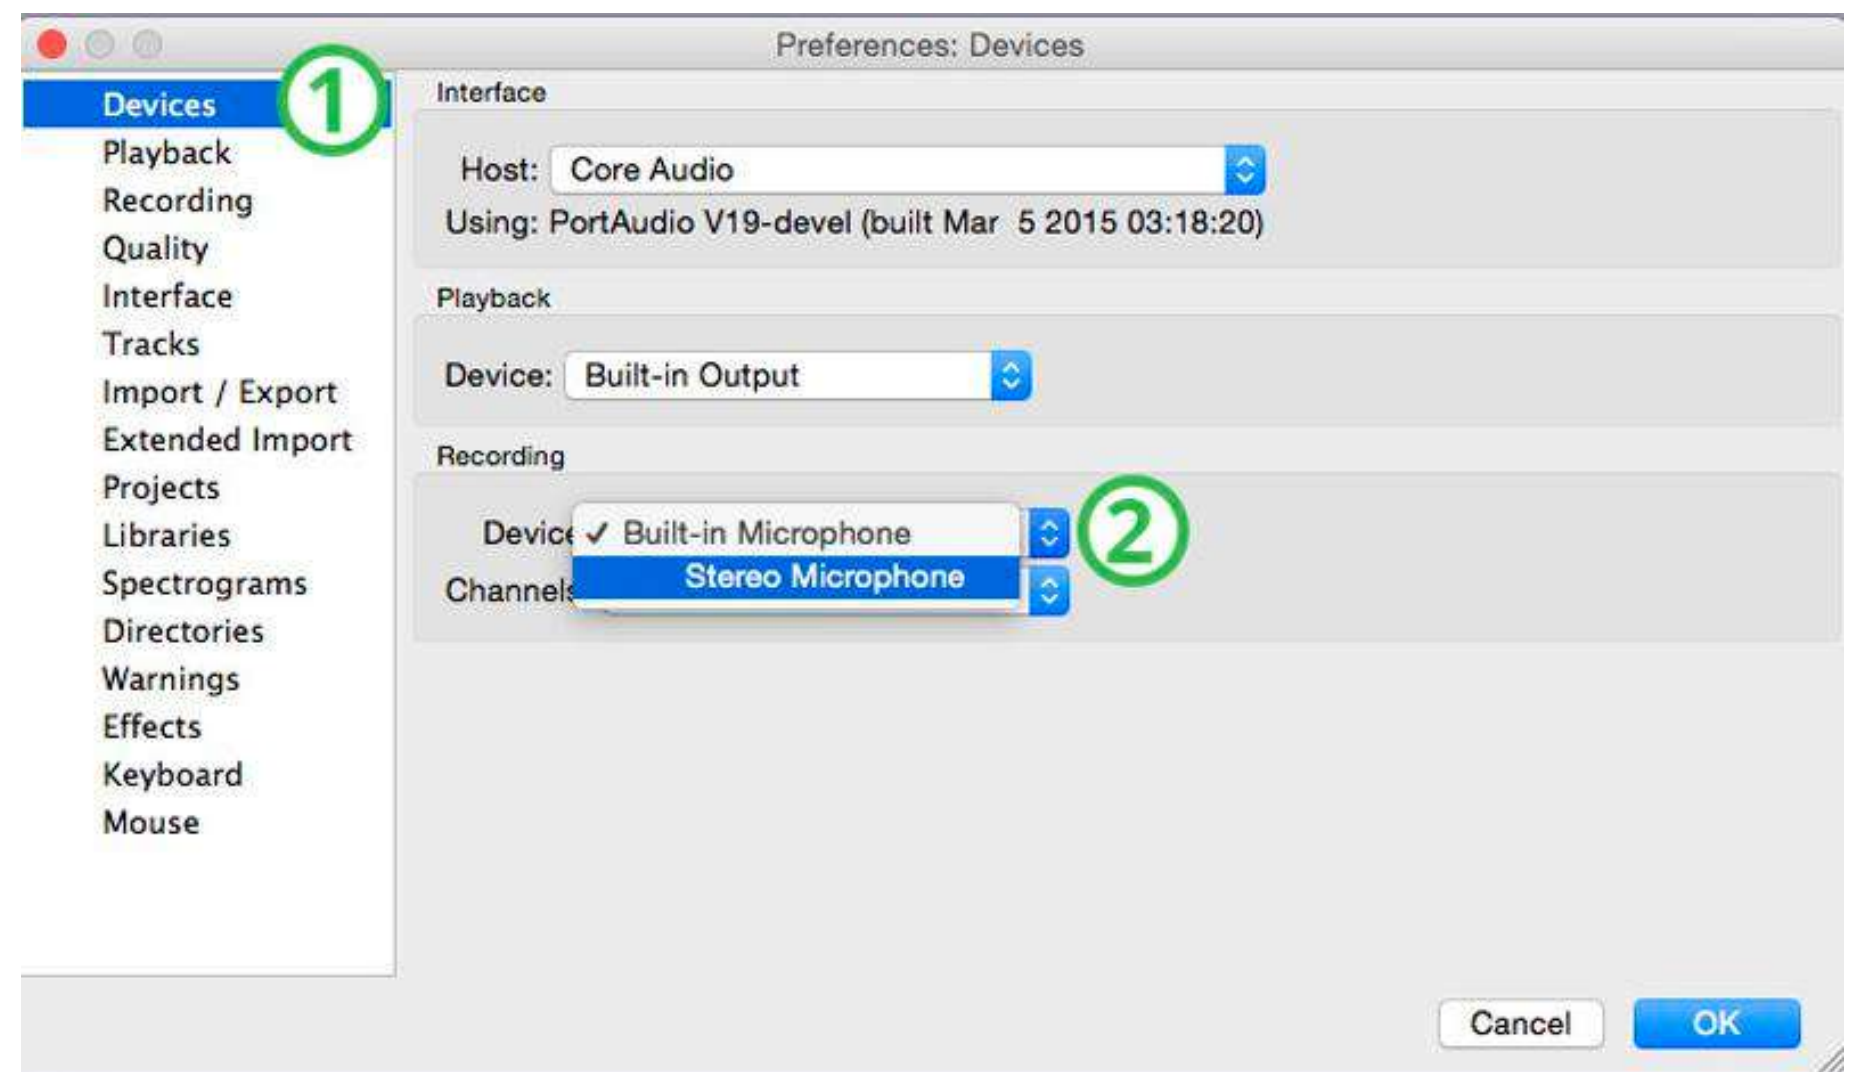 Preferences: Devices
1
Devices
Playback
Recording
Quality
Interface
Tracks
Import / Export
Extended Import
Projects
Libraries
Spectrograms
Directories
Warnings
Effects
Keyboard
Mouse
Interface
Host: Core Audio
Using: PortAudio V19-devel (built Mar  5 2015 03:18:20)
Playback
Device: Built-in Output
Recording
Device ✓ Built-in Microphone
2
Stereo Microphone
Channels
Cancel OK